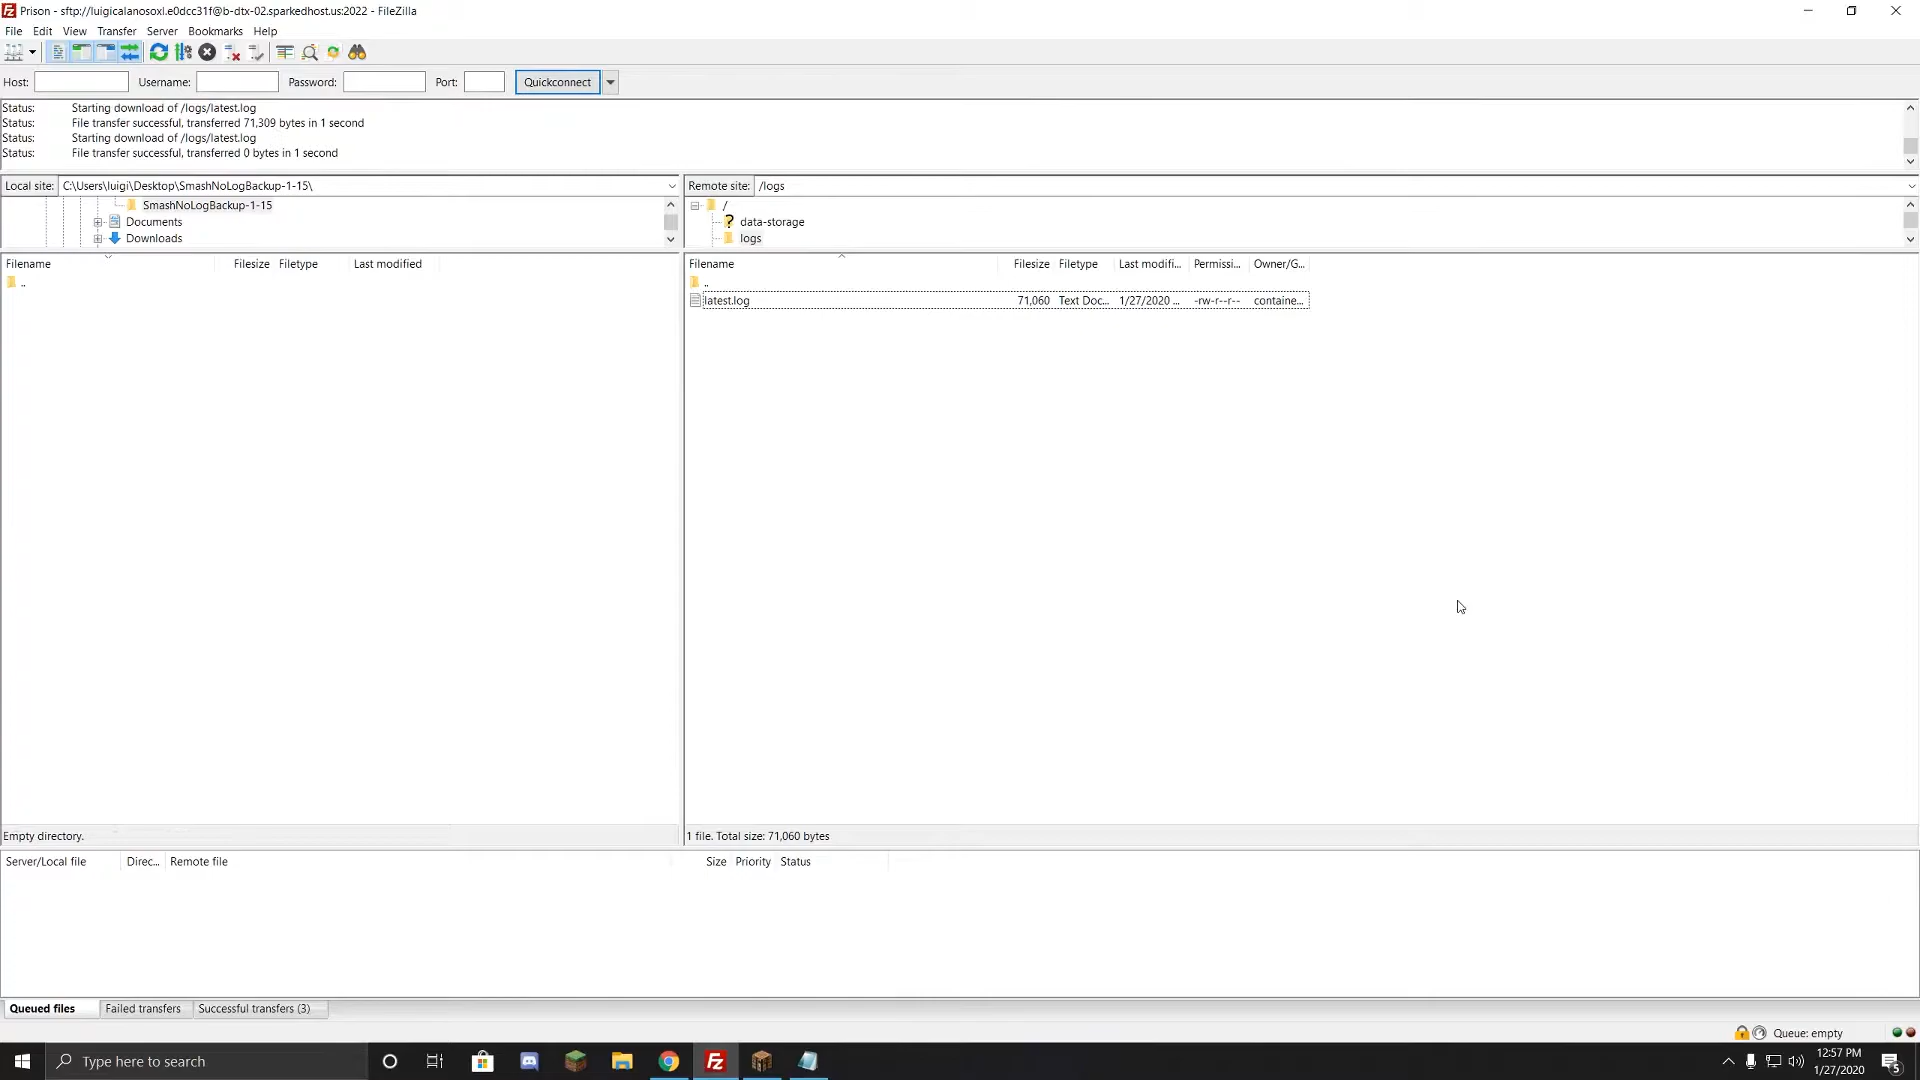 Prison - sftp://luigicalanosoxl.e0dcc31f@b-dtx-02.sparkedhost.us:2022 - FileZilla
File Edit View Transfer Server Bookmarks Help
Host: Username: Password: Port: Quickconnect
Status: Starting download of /logs/latest.log
Status: File transfer successful, transferred 71,309 bytes in 1 second
Status: Starting download of /logs/latest.log
Status: File transfer successful, transferred 0 bytes in 1 second
Local site: C:\Users\luigi\Desktop\SmashNoLogBackup-1-15\
SmashNoLogBackup-1-15
Documents
Downloads
Remote site: /logs
/
data-storage
logs
Filename Filesize Filetype Last modified
..
Empty directory.
Filename Filesize Filetype Last modifi... Permissi... Owner/G...
..
latest.log 71,060 Text Doc... 1/27/2020 ... -rw-r--r-- containe...
1 file. Total size: 71,060 bytes
Server/Local file Direc... Remote file Size Priority Status
Queued files Failed transfers Successful transfers (3)
Queue: empty
Type here to search
12:57 PM
1/27/2020
5